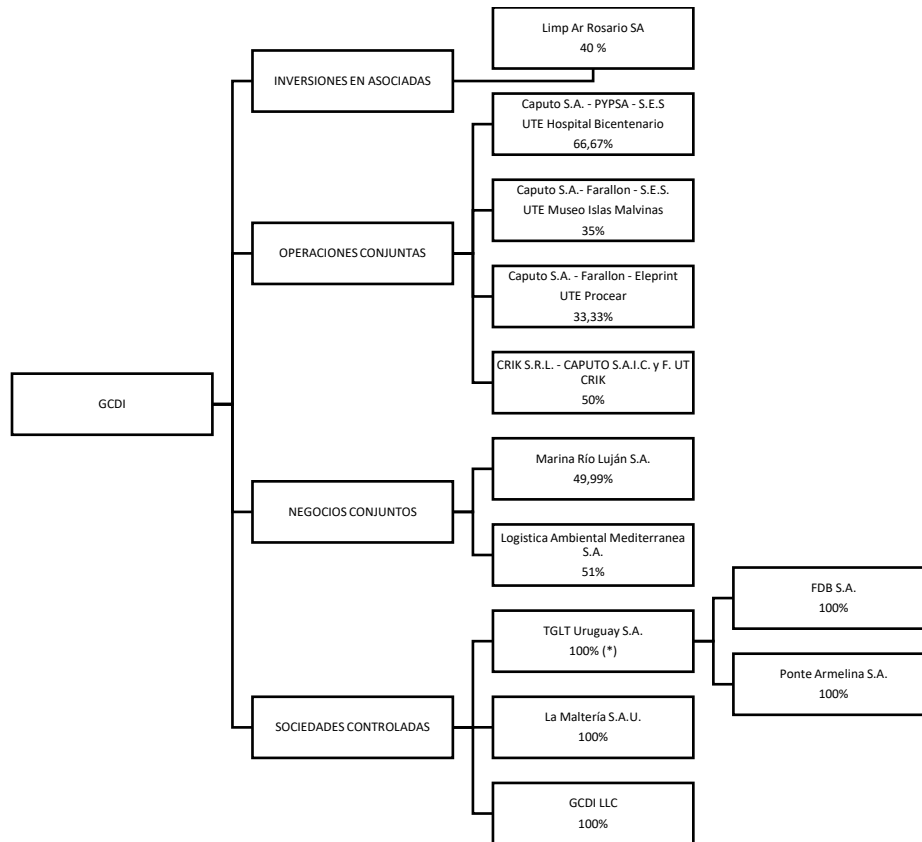 Limp Ar Rosario SA
40 %
INVERSIONES EN ASOCIADAS
Caputo S.A. - PYPSA - S.E.S
UTE Hospital Bicentenario
66,67%
Caputo S.A.- Farallon - S.E.S.
UTE Museo Islas Malvinas
35%
OPERACIONES CONJUNTAS
Caputo S.A. - Farallon - Eleprint
UTE Procear
33,33%
CRIK S.R.L. - CAPUTO S.A.I.C. y F. UT
CRIK
50%
GCDI
Marina Río Luján S.A.
49,99%
NEGOCIOS CONJUNTOS
Logistica Ambiental Mediterranea
S.A.
51%
FDB S.A.
100%
TGLT Uruguay S.A.
100% (*)
Ponte Armelina S.A.
100%
SOCIEDADES CONTROLADAS
La Maltería S.A.U.
100%
GCDI LLC
100%